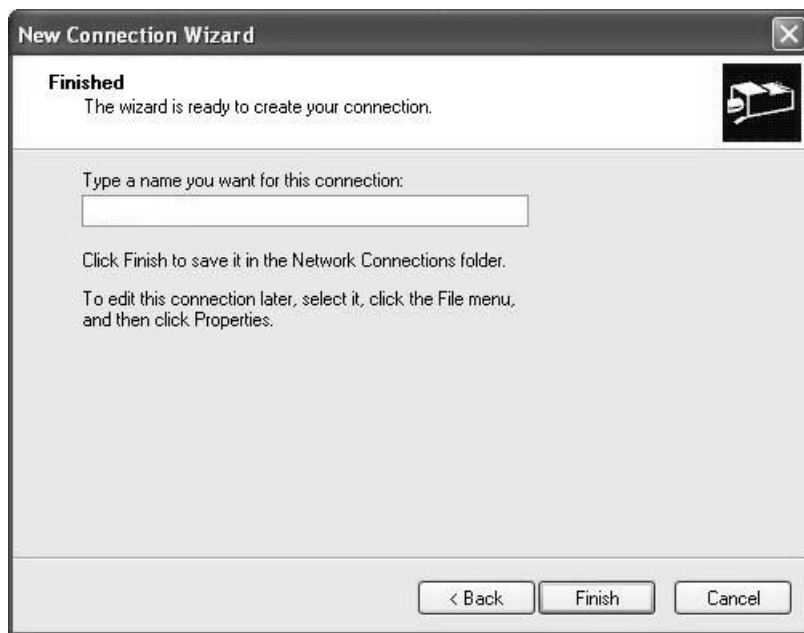 New Connection Wizard
Finished
The wizard is ready to create your connection.
Type a name you want for this connection:
Click Finish to save it in the Network Connections folder.
To edit this connection later, select it, click the File menu,
and then click Properties.
< Back Finish Cancel